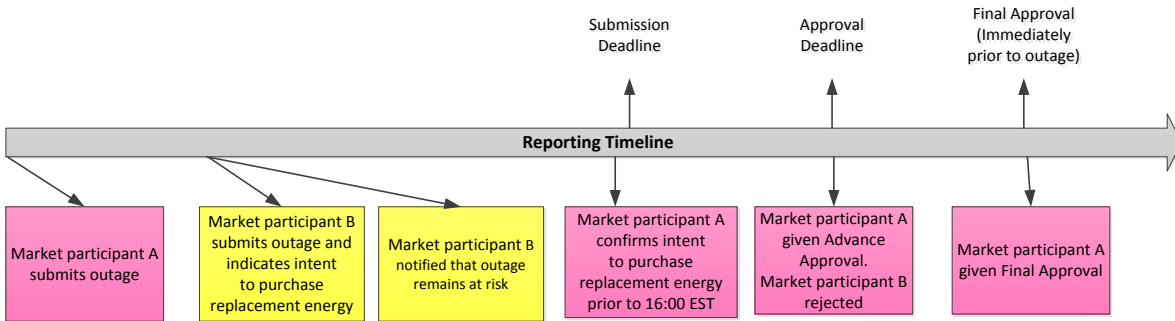 Submission
Deadline
Approval
Deadline
Final Approval
(Immediately
prior to outage)
Reporting Timeline
Market participant A
submits outage
Market participant B
submits outage and
indicates intent
to purchase
replacement energy
Market participant B
notified that outage
remains at risk
Market participant A
confirms intent
to purchase
replacement energy
prior to 16:00 EST
Market participant A
given Advance
Approval.
Market participant B
rejected
Market participant A
given Final Approval